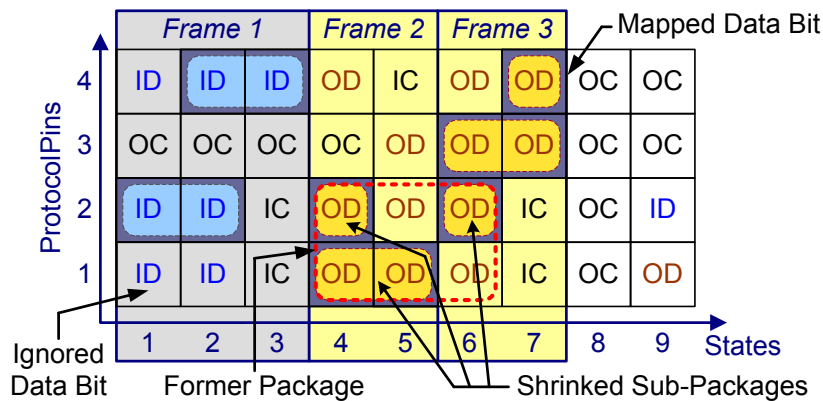 Frame 1 Frame 2 Frame 3 Mapped Data Bit
4 ID ID ID OD IC OD OD OC OC
3 OC OC OC OC OD OD OD OC OC
2 ID ID IC OD OD OD IC OC ID
1 ID ID IC OD OD OD IC OC OD
ProtocolPins
1 2 3 4 5 6 7 8 9 States
Ignored
Data Bit Former Package Shrinked Sub-Packages